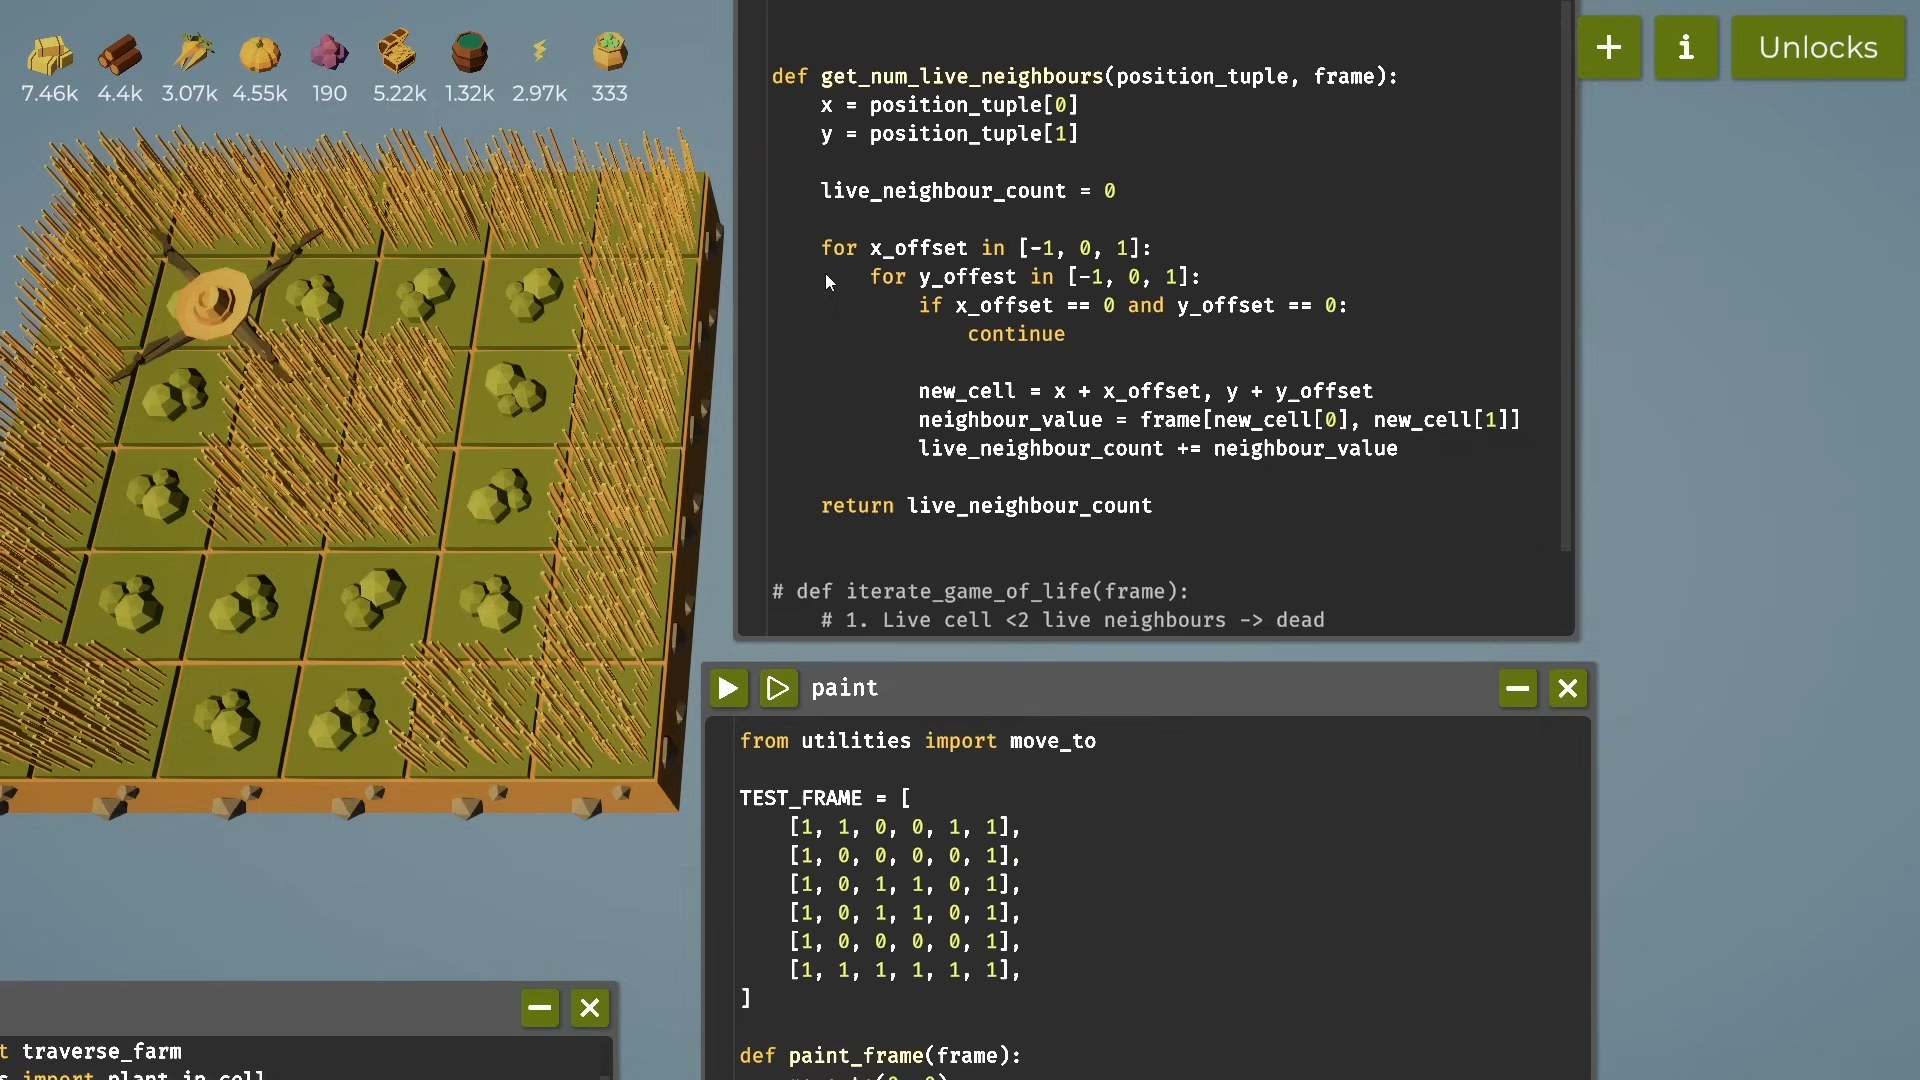 7.46k 4.4k 3.07k 4.55k 190 5.22k 1.32k 2.97k 333
+ i Unlocks
def get_num_live_neighbours(position_tuple, frame):
x = position_tuple[0]
y = position_tuple[1]
live_neighbour_count = 0
for x_offset in [-1, 0, 1]:
for y_offest in [-1, 0, 1]:
if x_offset == 0 and y_offset == 0:
continue
new_cell = x + x_offset, y + y_offset
neighbour_value = frame[new_cell[0], new_cell[1]]
live_neighbour_count += neighbour_value
return live_neighbour_count
# def iterate_game_of_life(frame):
# 1. Live cell <2 live neighbours -> dead
paint
from utilities import move_to
TEST_FRAME = [
[1, 1, 0, 0, 1, 1],
[1, 0, 0, 0, 0, 1],
[1, 0, 1, 1, 0, 1],
[1, 0, 1, 1, 0, 1],
[1, 0, 0, 0, 0, 1],
[1, 1, 1, 1, 1, 1],
]
def paint_frame(frame):
t traverse_farm
s import plant_in_cell